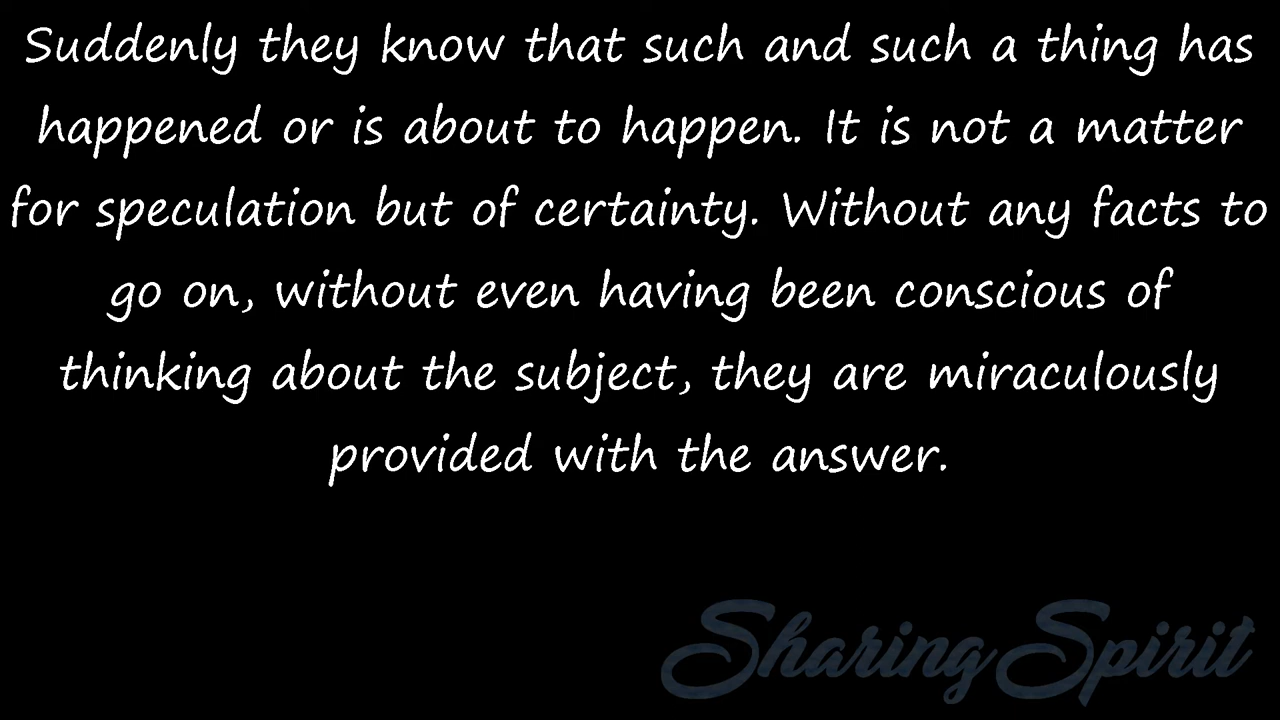 Suddenly they know that such and such a thing has
happened or is about to happen. It is not a matter
for speculation but of certainty. Without any facts to
go on, without even having been conscious of
thinking about the subject, they are miraculously
provided with the answer.
SharingSpirit